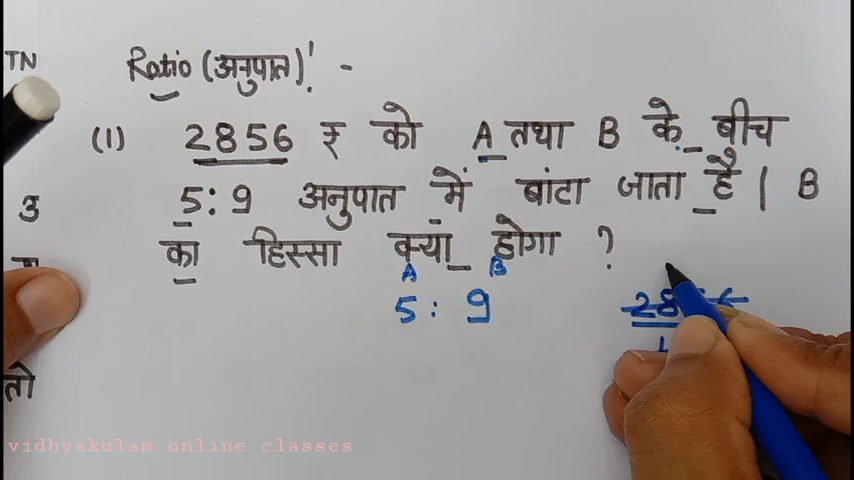 TN
Ratio (अनुपात)! -
(1) 2856 ₹ को A तथा B के बीच
5:9 अनुपात में बांटा जाता है | B
का हिस्सा क्या होगा ?
A B
5 : 9
तो
vidhyakulam online classes